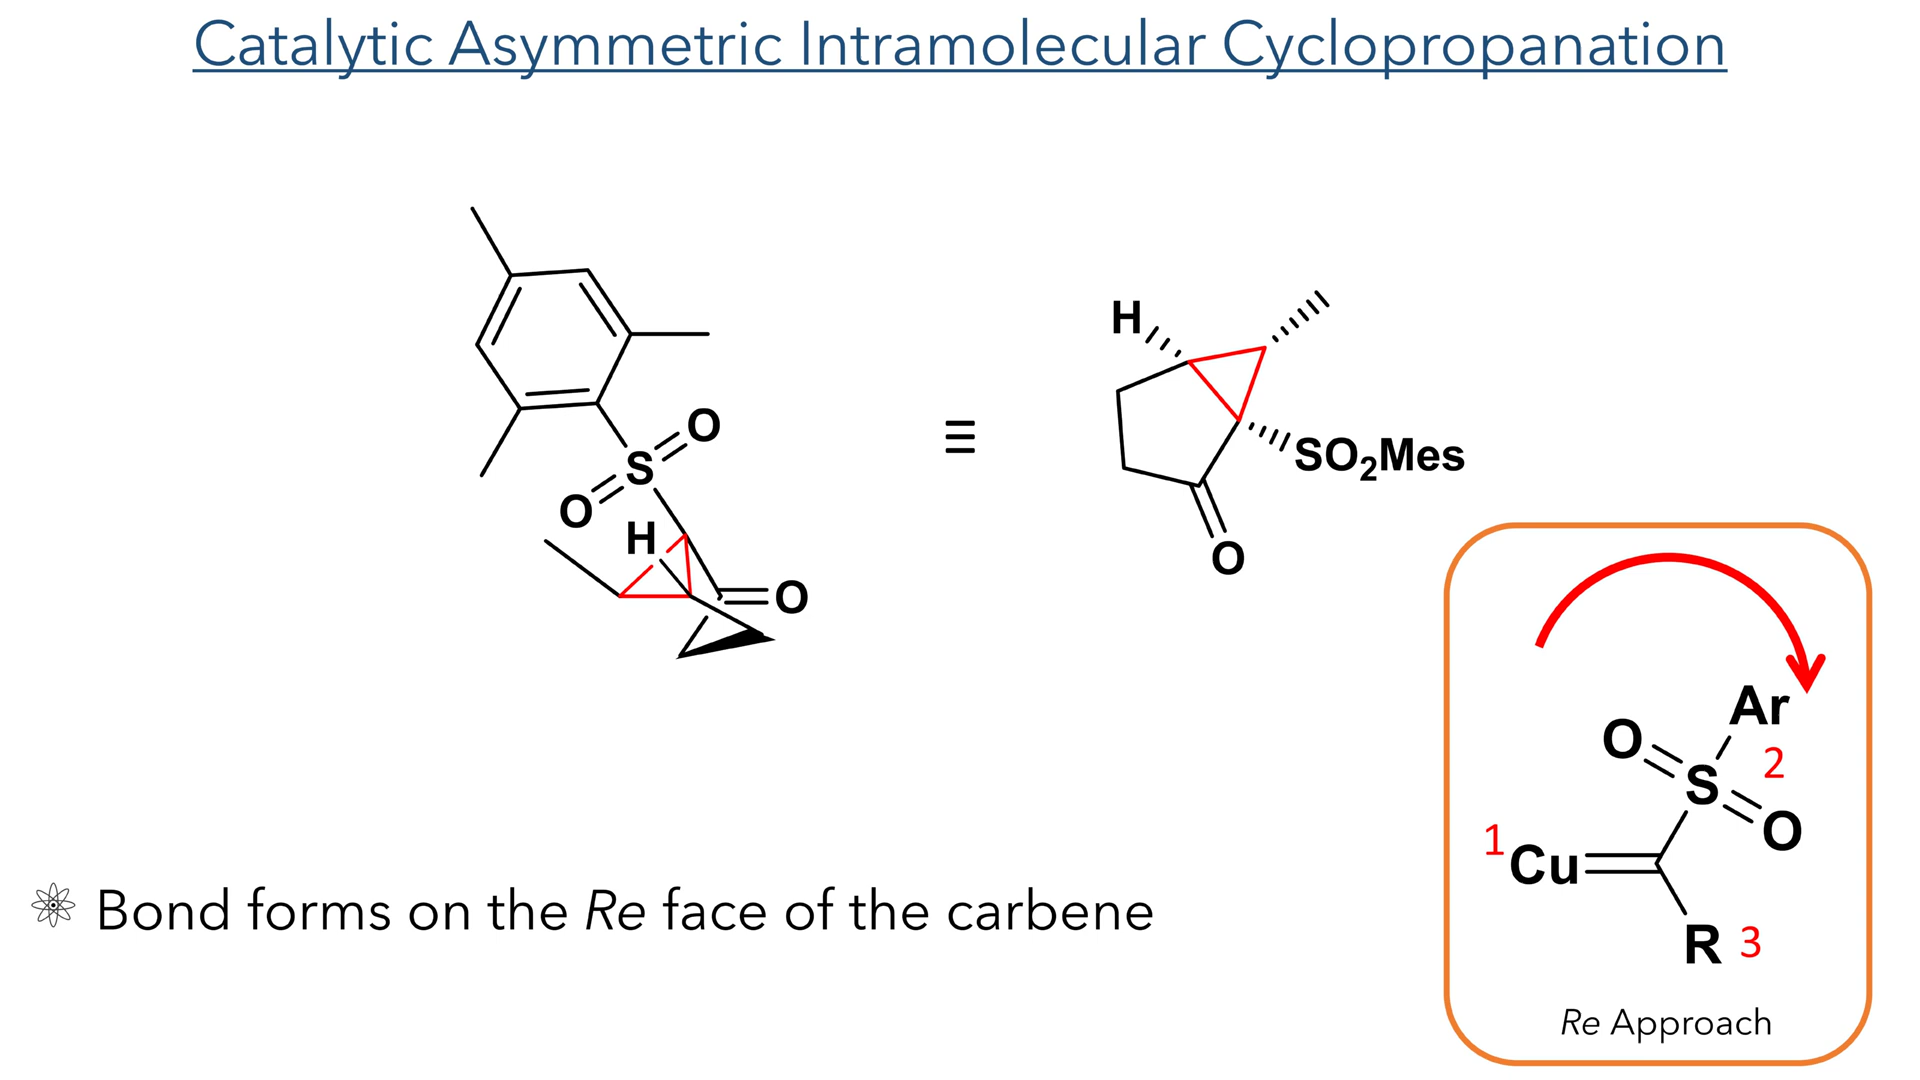 Catalytic Asymmetric Intramolecular Cyclopropanation
O
S
O
H
O
≡
H
SO₂Mes
O
Ar
O
2
S
O
1
Cu
R 3
Re Approach
Bond forms on the Re face of the carbene